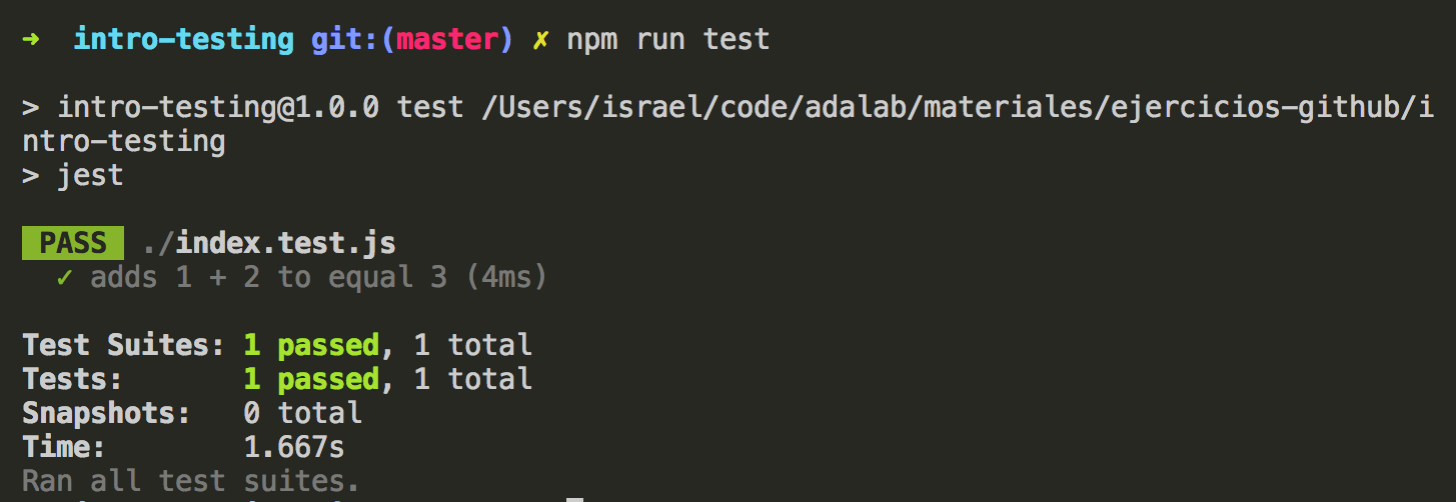 ➜  intro-testing git:(master) ✗ npm run test
> intro-testing@1.0.0 test /Users/israel/code/adalab/materiales/ejercicios-github/i
ntro-testing
> jest
PASS ./index.test.js
✓ adds 1 + 2 to equal 3 (4ms)
Test Suites: 1 passed, 1 total
Tests:       1 passed, 1 total
Snapshots:   0 total
Time:        1.667s
Ran all test suites.